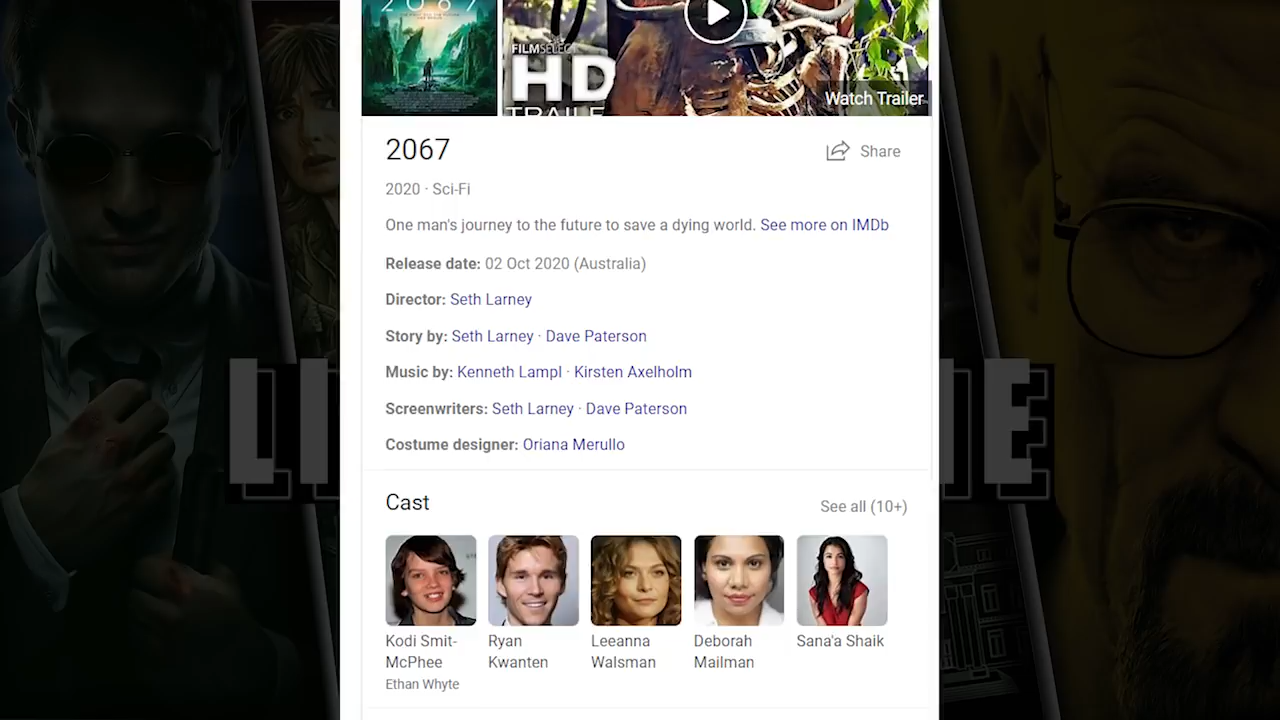 2067
FILMSELECT
HD
TRAILE
Watch Trailer
2067
Share
2020 · Sci-Fi
One man's journey to the future to save a dying world. See more on IMDb
Release date: 02 Oct 2020 (Australia)
Director: Seth Larney
Story by: Seth Larney · Dave Paterson
Music by: Kenneth Lampl · Kirsten Axelholm
Screenwriters: Seth Larney · Dave Paterson
Costume designer: Oriana Merullo
LI
E
Cast
See all (10+)
Kodi Smit-
McPhee
Ethan Whyte
Ryan
Kwanten
Leeanna
Walsman
Deborah
Mailman
Sana'a Shaik